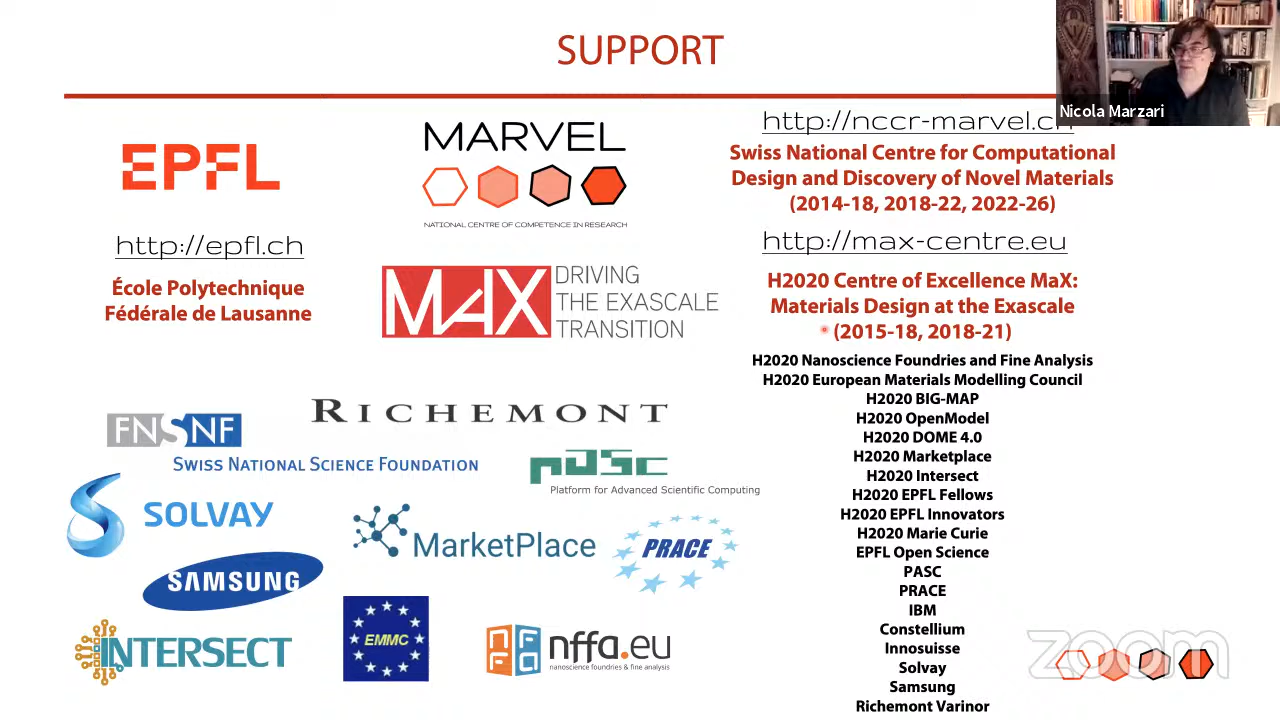 SUPPORT
Nicola Marzari
EPFL
http://epfl.ch
École Polytechnique
Fédérale de Lausanne
MARVEL
NATIONAL CENTRE OF COMPETENCE IN RESEARCH
http://nccr-marvel.ch
Swiss National Centre for Computational
Design and Discovery of Novel Materials
(2014-18, 2018-22, 2022-26)
MAX
DRIVING
THE EXASCALE
TRANSITION
http://max-centre.eu
H2020 Centre of Excellence MaX:
Materials Design at the Exascale
(2015-18, 2018-21)
H2020 Nanoscience Foundries and Fine Analysis
H2020 European Materials Modelling Council
H2020 BIG-MAP
H2020 OpenModel
H2020 DOME 4.0
H2020 Marketplace
H2020 Intersect
H2020 EPFL Fellows
H2020 EPFL Innovators
H2020 Marie Curie
EPFL Open Science
PASC
PRACE
IBM
Constellium
Innosuisse
Solvay
Samsung
Richemont Varinor
RICHEMONT
FNSNF
SWISS NATIONAL SCIENCE FOUNDATION
PASC
Platform for Advanced Scientific Computing
SOLVAY
MarketPlace
PRACE
SAMSUNG
INTERSECT
EMMC
nffa.eu
nanoscience foundries & fine analysis
zoom